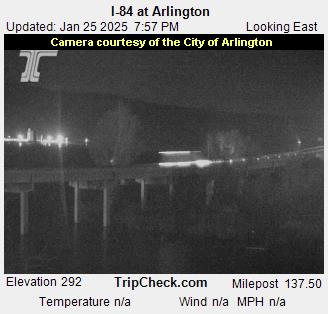 I-84 at Arlington
Updated: Jan 25 2025 7:57 PM Looking East
Camera courtesy of the City of Arlington
Elevation 292 TripCheck.com Milepost 137.50
Temperature n/a Wind n/a MPH n/a